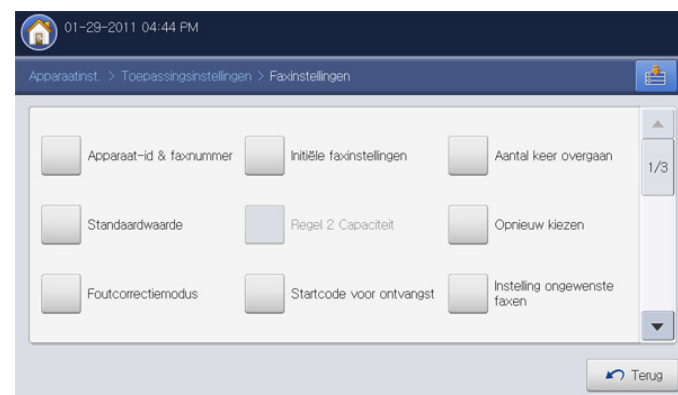 01-29-2011 04:44 PM
Apparaatinst. > Toepassingsinstellingen > Faxinstellingen
Apparaat-id & faxnummer
Initiële faxinstellingen
Aantal keer overgaan
1/3
Standaardwaarde
Regel 2 Capaciteit
Opnieuw kiezen
Foutcorrectiemodus
Startcode voor ontvangst
Instelling ongewenste
faxen
Terug